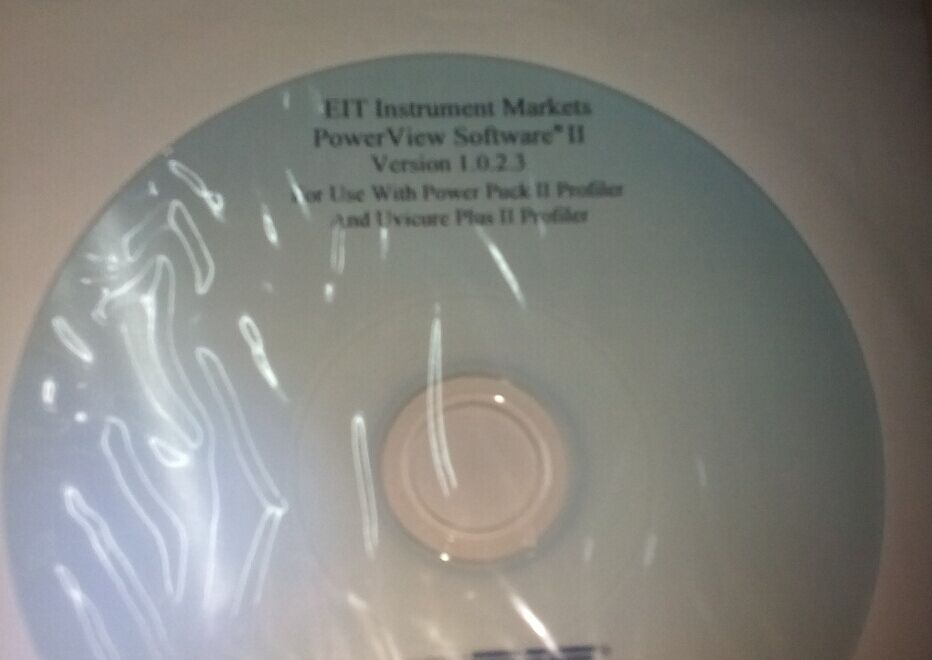 EIT Instrument Markets
PowerView Software® II
Version 1.0.2.3
For Use With Power Puck II Profiler
And Uvicure Plus II Profiler